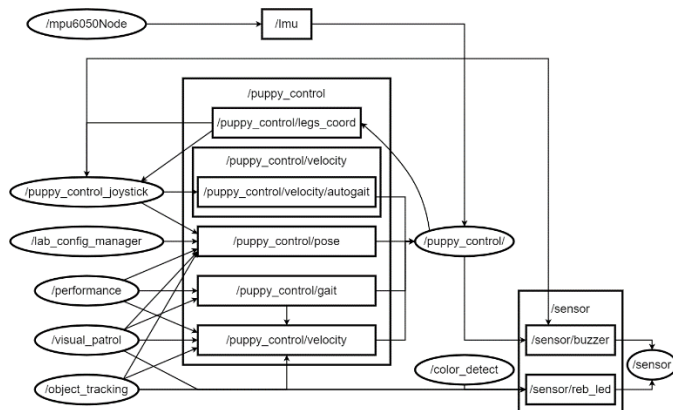 /mpu6050Node
/Imu
/puppy_control
/puppy_control/legs_coord
/puppy_control/velocity
/puppy_control_joystick
/puppy_control/velocity/autogait
/lab_config_manager
/puppy_control/pose
/puppy_control/
/performance
/puppy_control/gait
/sensor
/visual_patrol
/puppy_control/velocity
/sensor/buzzer
/color_detect
/sensor
/object_tracking
/sensor/reb_led